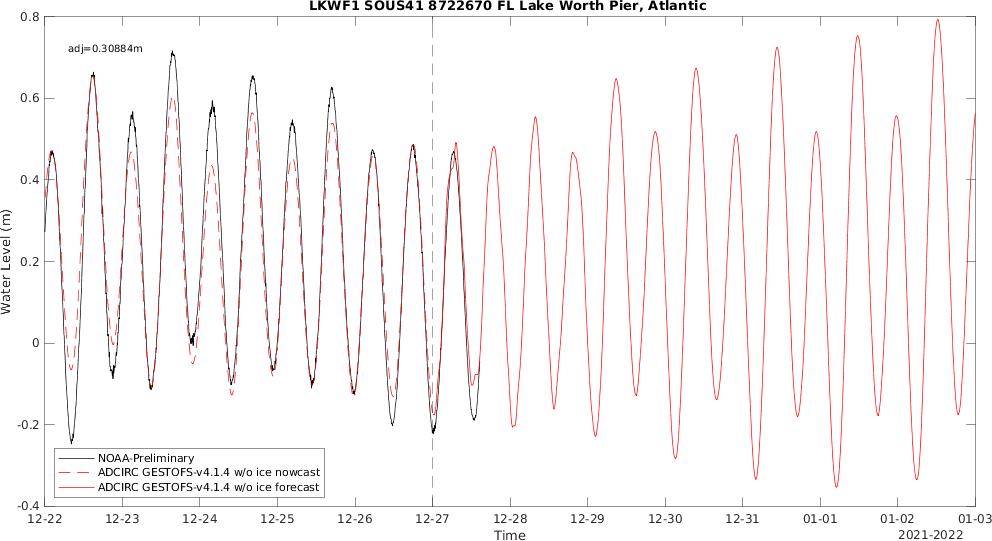 LKWF1 SOUS41 8722670 FL Lake Worth Pier, Atlantic
adj=0.30884m
0.8
0.6
0.4
0.2
0
-0.2
-0.4
Water Level (m)
NOAA-Preliminary
ADCIRC GESTOFS-v4.1.4 w/o ice nowcast
ADCIRC GESTOFS-v4.1.4 w/o ice forecast
12-22 12-23 12-24 12-25 12-26 12-27 12-28 12-29 12-30 12-31 01-01 01-02 01-03
Time
2021-2022